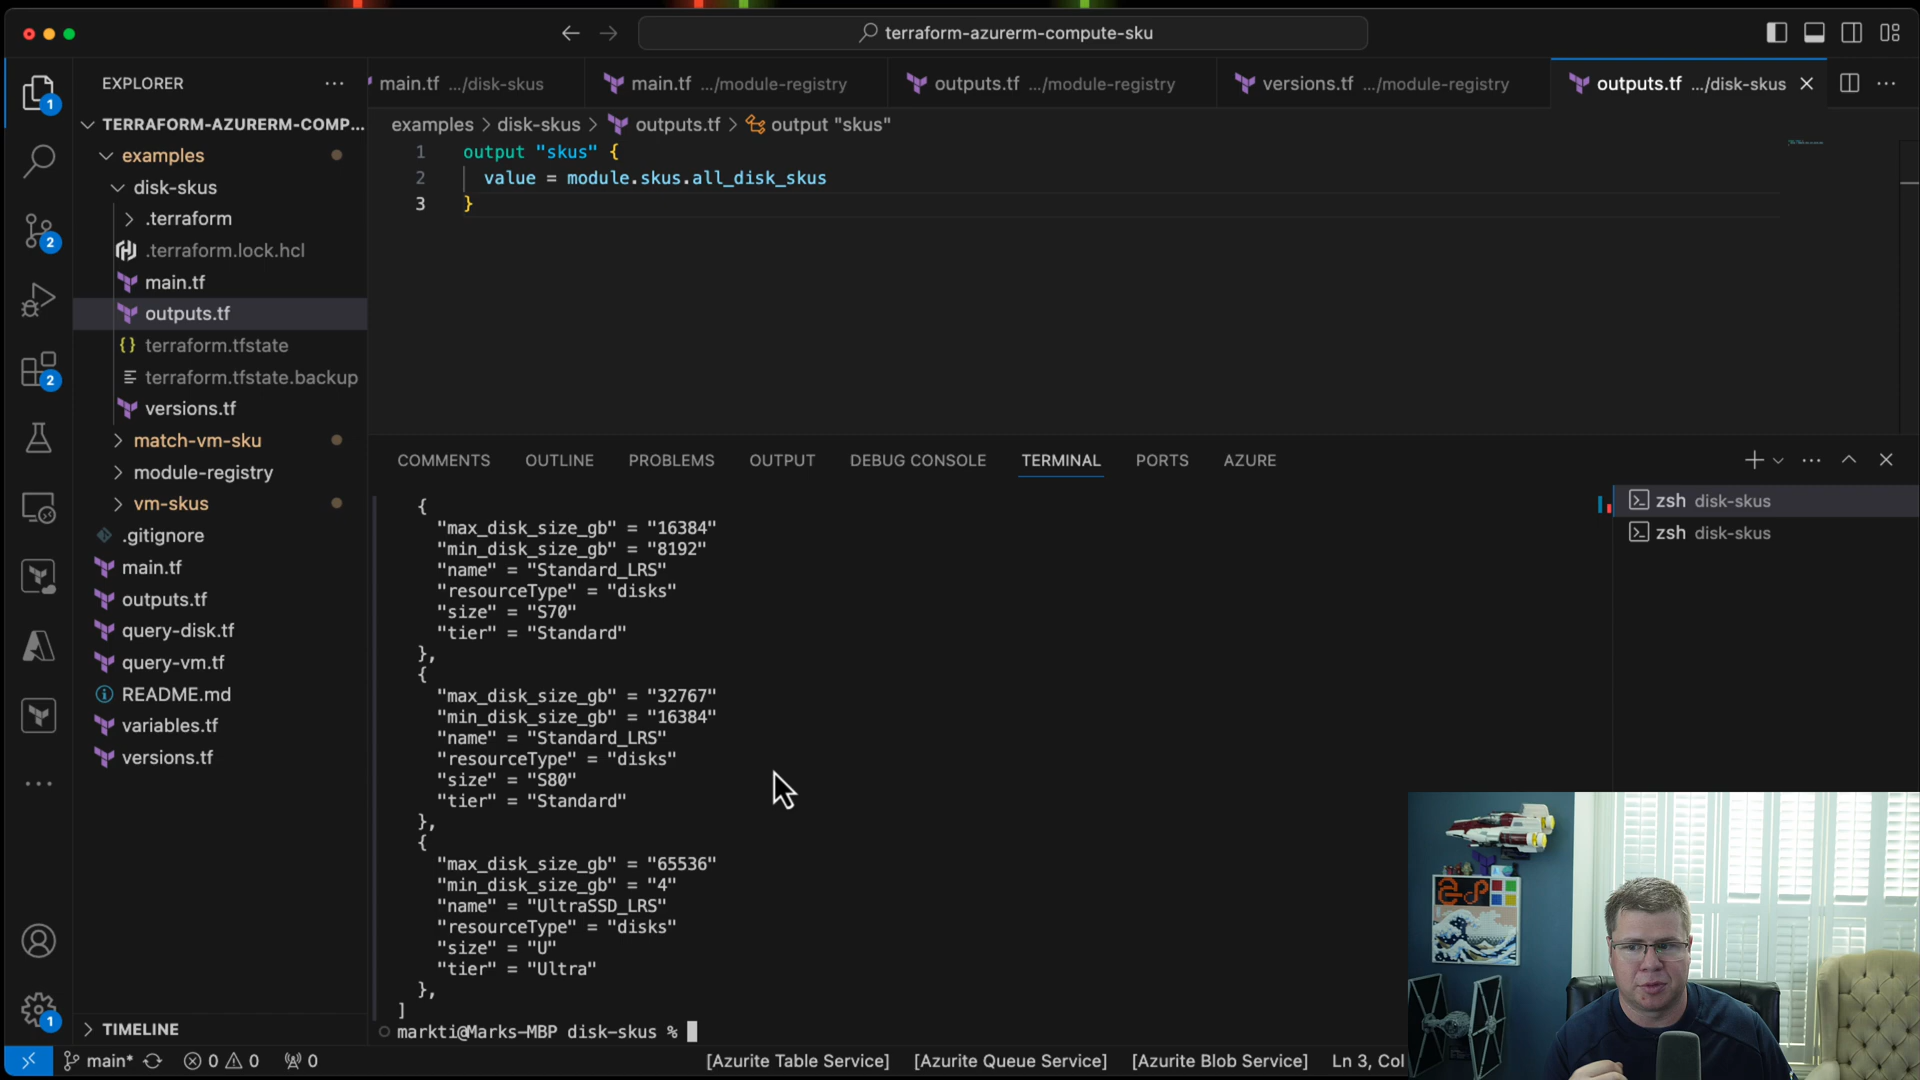 terraform-azurerm-compute-sku
EXPLORER
main.tf .../disk-skus
main.tf .../module-registry
outputs.tf .../module-registry
versions.tf .../module-registry
outputs.tf .../disk-skus
TERRAFORM-AZURERM-COMP...
examples > disk-skus > outputs.tf > output "skus"
1 output "skus" {
2 value = module.skus.all_disk_skus
3 }
1
examples
disk-skus
.terraform
.terraform.lock.hcl
main.tf
outputs.tf
terraform.tfstate
terraform.tfstate.backup
versions.tf
match-vm-sku
module-registry
vm-skus
.gitignore
main.tf
outputs.tf
query-disk.tf
query-vm.tf
README.md
variables.tf
versions.tf
2
2
1
TIMELINE
COMMENTS OUTLINE PROBLEMS OUTPUT DEBUG CONSOLE TERMINAL PORTS AZURE
{
"max_disk_size_gb" = "16384"
"min_disk_size_gb" = "8192"
"name" = "Standard_LRS"
"resourceType" = "disks"
"size" = "S70"
"tier" = "Standard"
},
{
"max_disk_size_gb" = "32767"
"min_disk_size_gb" = "16384"
"name" = "Standard_LRS"
"resourceType" = "disks"
"size" = "S80"
"tier" = "Standard"
},
{
"max_disk_size_gb" = "65536"
"min_disk_size_gb" = "4"
"name" = "UltraSSD_LRS"
"resourceType" = "disks"
"size" = "U"
"tier" = "Ultra"
},
]
markti@Marks-MBP disk-skus %
zsh disk-skus
zsh disk-skus
main* 0 0 0 [Azurite Table Service] [Azurite Queue Service] [Azurite Blob Service] Ln 3, Col